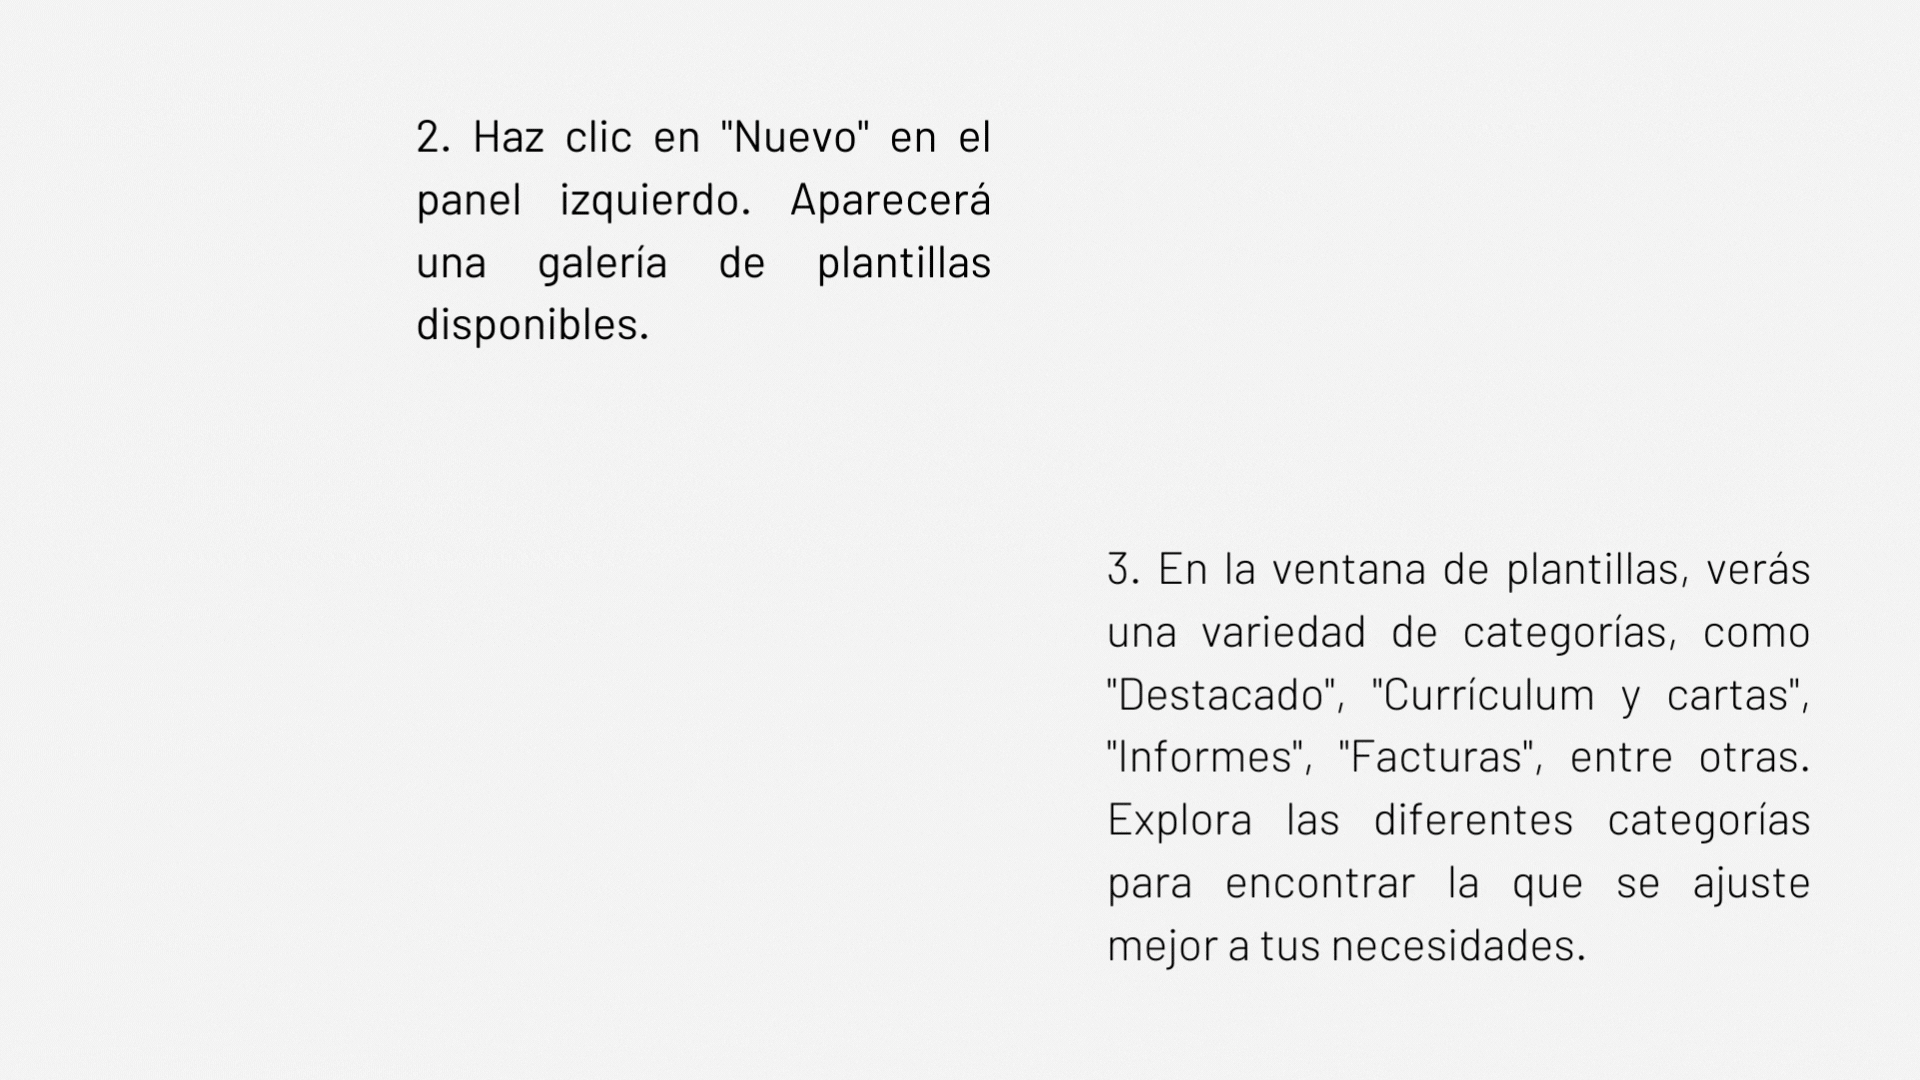 2. Haz clic en "Nuevo" en el
panel izquierdo. Aparecerá
una galería de plantillas
disponibles.
3. En la ventana de plantillas, verás
una variedad de categorías, como
"Destacado", "Currículum y cartas",
"Informes", "Facturas", entre otras.
Explora las diferentes categorías
para encontrar la que se ajuste
mejor a tus necesidades.